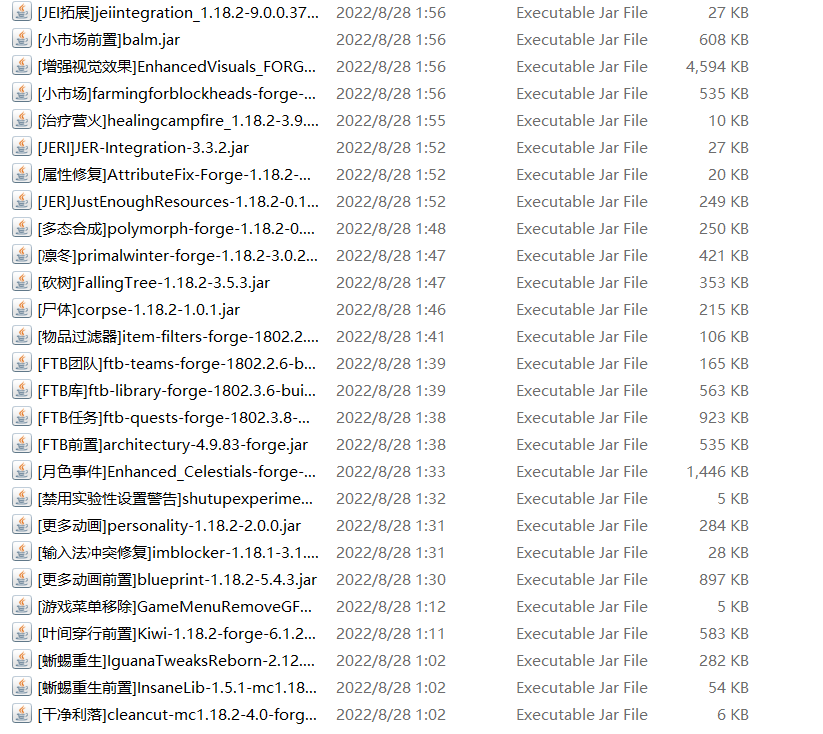 [JEI拓展]jeiintegration_1.18.2-9.0.0.37... 2022/8/28 1:56 Executable Jar File 27 KB
[小市场前置]balm.jar 2022/8/28 1:56 Executable Jar File 608 KB
[增强视觉效果]EnhancedVisuals_FORG... 2022/8/28 1:56 Executable Jar File 4,594 KB
[小市场]farmingforblockheads-forge-... 2022/8/28 1:56 Executable Jar File 535 KB
[治疗营火]healingcampfire_1.18.2-3.9.... 2022/8/28 1:55 Executable Jar File 10 KB
[JERI]JER-Integration-3.3.2.jar 2022/8/28 1:52 Executable Jar File 27 KB
[属性修复]AttributeFix-Forge-1.18.2-... 2022/8/28 1:52 Executable Jar File 20 KB
[JER]JustEnoughResources-1.18.2-0.1... 2022/8/28 1:52 Executable Jar File 249 KB
[多态合成]polymorph-forge-1.18.2-0.... 2022/8/28 1:48 Executable Jar File 250 KB
[凛冬]primalwinter-forge-1.18.2-3.0.2... 2022/8/28 1:47 Executable Jar File 421 KB
[砍树]FallingTree-1.18.2-3.5.3.jar 2022/8/28 1:47 Executable Jar File 353 KB
[尸体]corpse-1.18.2-1.0.1.jar 2022/8/28 1:46 Executable Jar File 215 KB
[物品过滤器]item-filters-forge-1802.2.... 2022/8/28 1:41 Executable Jar File 106 KB
[FTB团队]ftb-teams-forge-1802.2.6-b... 2022/8/28 1:39 Executable Jar File 165 KB
[FTB库]ftb-library-forge-1802.3.6-bui... 2022/8/28 1:39 Executable Jar File 563 KB
[FTB任务]ftb-quests-forge-1802.3.8-... 2022/8/28 1:38 Executable Jar File 923 KB
[FTB前置]architectury-4.9.83-forge.jar 2022/8/28 1:38 Executable Jar File 535 KB
[月色事件]Enhanced_Celestials-forge-... 2022/8/28 1:33 Executable Jar File 1,446 KB
[禁用实验性设置警告]shutupexperime... 2022/8/28 1:32 Executable Jar File 5 KB
[更多动画]personality-1.18.2-2.0.0.jar 2022/8/28 1:31 Executable Jar File 284 KB
[输入法冲突修复]imblocker-1.18.1-3.1.... 2022/8/28 1:31 Executable Jar File 28 KB
[更多动画前置]blueprint-1.18.2-5.4.3.jar 2022/8/28 1:30 Executable Jar File 897 KB
[游戏菜单移除]GameMenuRemoveGF... 2022/8/28 1:12 Executable Jar File 5 KB
[叶间穿行前置]Kiwi-1.18.2-forge-6.1.2... 2022/8/28 1:11 Executable Jar File 583 KB
[蜥蜴重生]IguanaTweaksReborn-2.12.... 2022/8/28 1:02 Executable Jar File 282 KB
[蜥蜴重生前置]InsaneLib-1.5.1-mc1.18... 2022/8/28 1:02 Executable Jar File 54 KB
[干净利落]cleancut-mc1.18.2-4.0-forg... 2022/8/28 1:02 Executable Jar File 6 KB